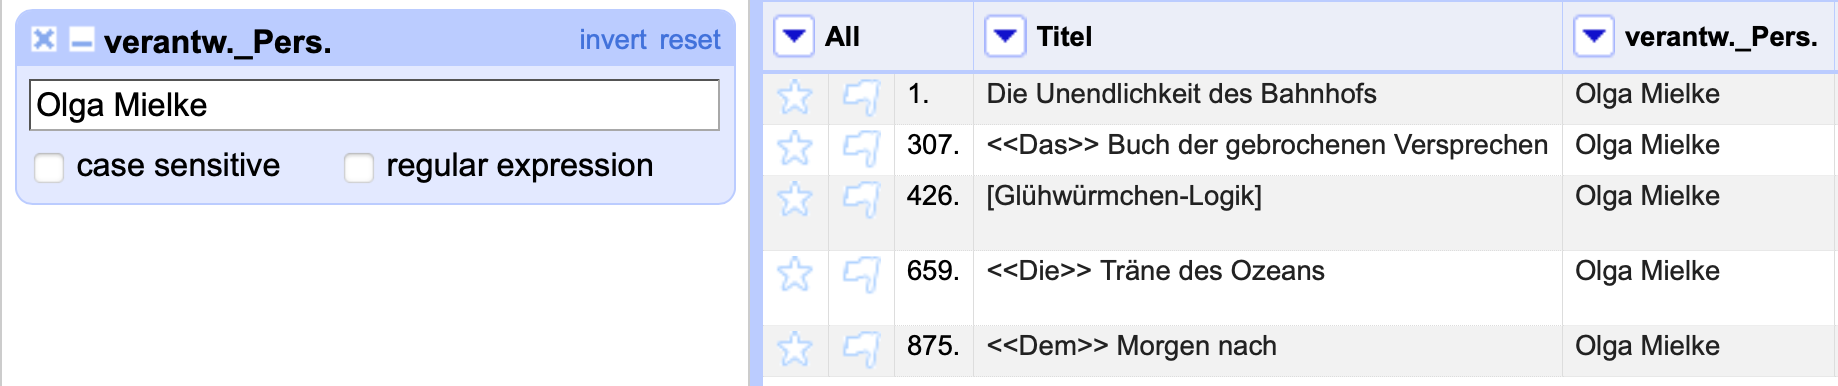 verantw._Pers. invert reset
Olga Mielke
case sensitive regular expression
All Titel verantw._Pers.
1. Die Unendlichkeit des Bahnhofs Olga Mielke
307. <<Das>> Buch der gebrochenen Versprechen Olga Mielke
426. [Glühwürmchen-Logik] Olga Mielke
659. <<Die>> Träne des Ozeans Olga Mielke
875. <<Dem>> Morgen nach Olga Mielke